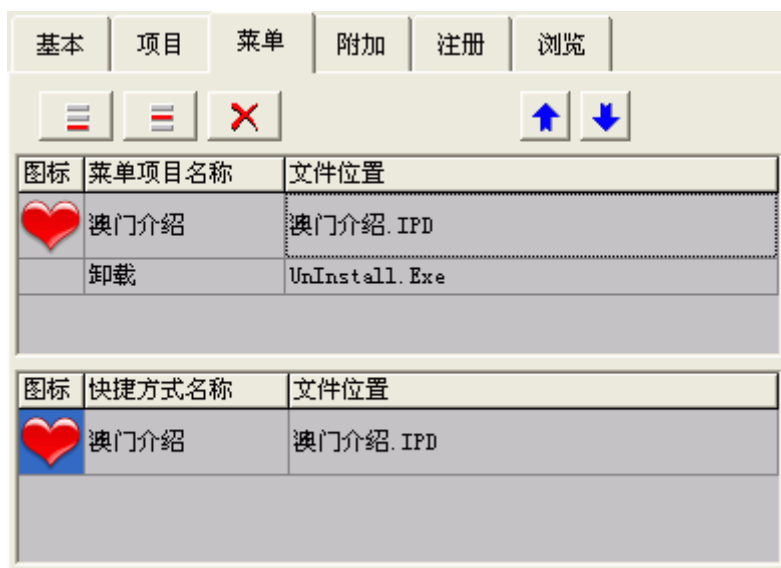 基本 项目 菜单 附加 注册 浏览
图标 菜单项目名称 文件位置
澳门介绍 澳门介绍.IPD
卸载 UnInstall.Exe
图标 快捷方式名称 文件位置
澳门介绍 澳门介绍.IPD